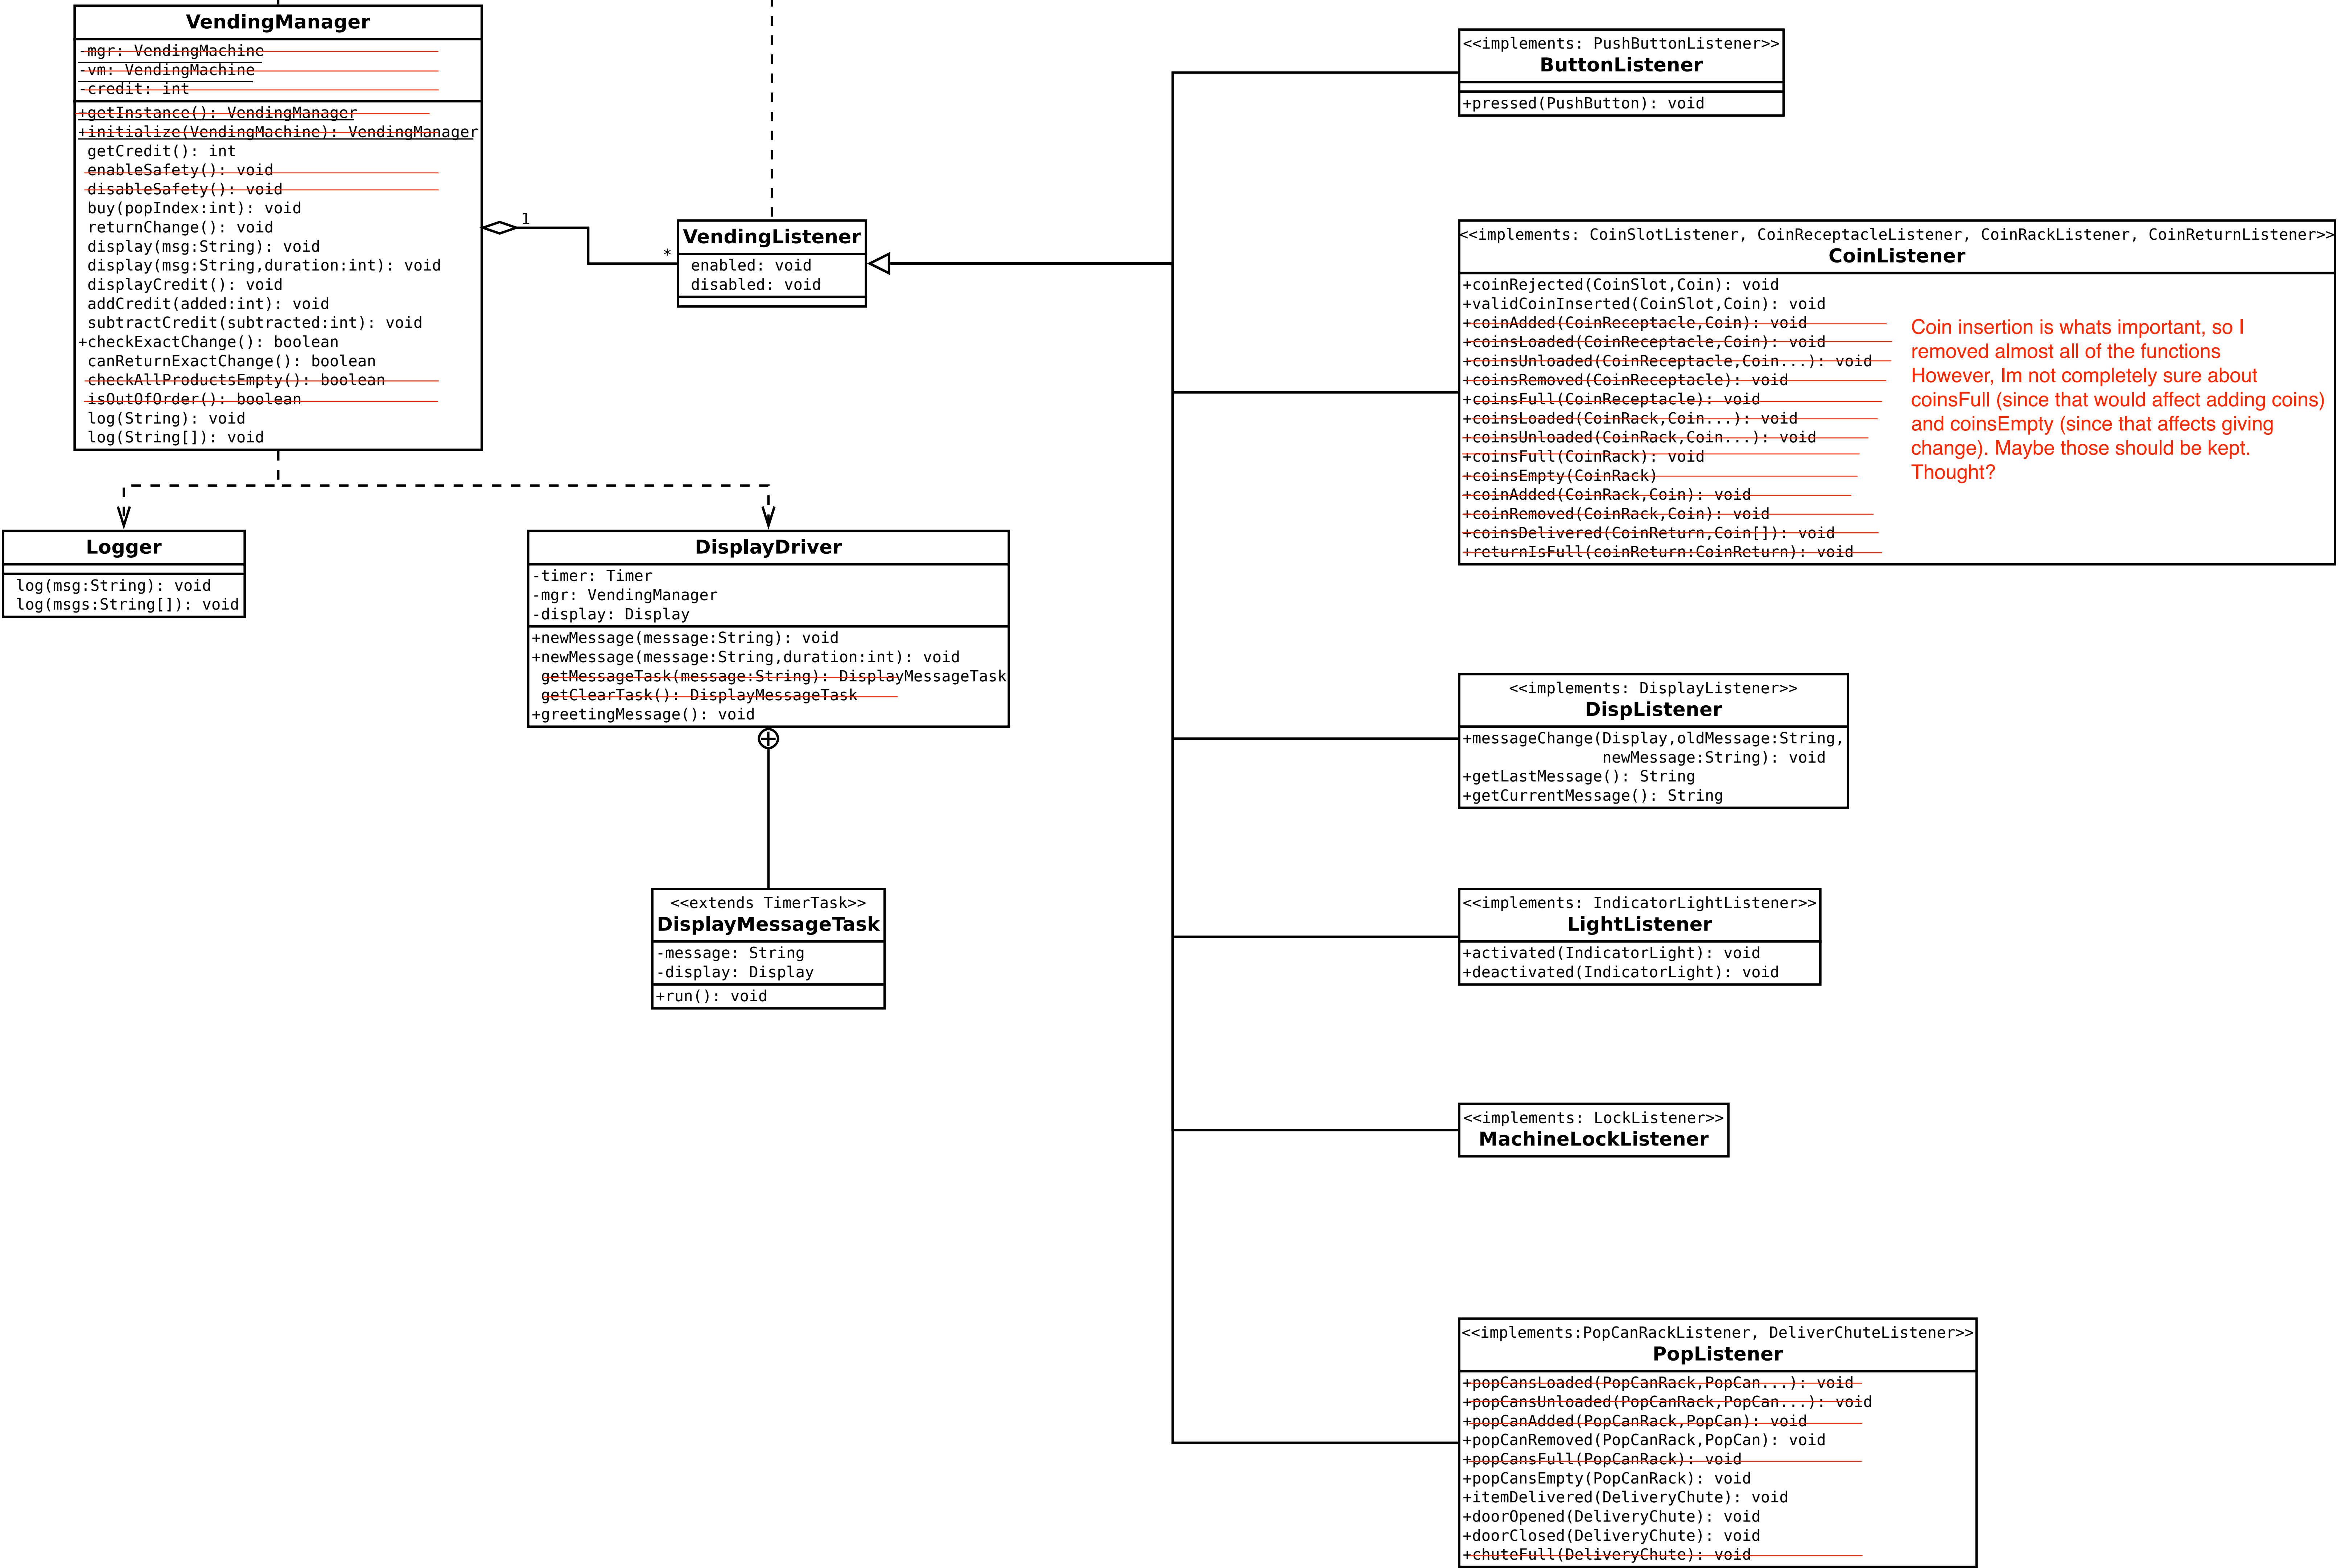 VendingManager
-mgr: VendingMachine
-vm: VendingMachine
-credit: int
+getInstance(): VendingManager
+initialize(VendingMachine): VendingManager
getCredit(): int
enableSafety(): void
disableSafety(): void
buy(popIndex:int): void
returnChange(): void
display(msg:String): void
display(msg:String,duration:int): void
displayCredit(): void
addCredit(added:int): void
subtractCredit(subtracted:int): void
+checkExactChange(): boolean
canReturnExactChange(): boolean
checkAllProductsEmpty(): boolean
isOutOfOrder(): boolean
log(String): void
log(String[]): void
1
*
VendingListener
enabled: void
disabled: void
Logger
log(msg:String): void
log(msgs:String[]): void
DisplayDriver
-timer: Timer
-mgr: VendingManager
-display: Display
+newMessage(message:String): void
+newMessage(message:String,duration:int): void
getMessageTask(message:String): DisplayMessageTask
getClearTask(): DisplayMessageTask
+greetingMessage(): void
<<extends TimerTask>>
DisplayMessageTask
-message: String
-display: Display
+run(): void
<<implements: PushButtonListener>>
ButtonListener
+pressed(PushButton): void
<<implements: CoinSlotListener, CoinReceptacleListener, CoinRackListener, CoinReturnListener>>
CoinListener
+coinRejected(CoinSlot,Coin): void
+validCoinInserted(CoinSlot,Coin): void
+coinAdded(CoinReceptacle,Coin): void
+coinsLoaded(CoinReceptacle,Coin): void
+coinsUnloaded(CoinReceptacle,Coin...): void
+coinsRemoved(CoinReceptacle): void
+coinsFull(CoinReceptacle): void
+coinsLoaded(CoinRack,Coin...): void
+coinsUnloaded(CoinRack,Coin...): void
+coinsFull(CoinRack): void
+coinsEmpty(CoinRack)
+coinAdded(CoinRack,Coin): void
+coinRemoved(CoinRack,Coin): void
+coinsDelivered(CoinReturn,Coin[]): void
+returnIsFull(coinReturn:CoinReturn): void
Coin insertion is whats important, so I
removed almost all of the functions
However, Im not completely sure about
coinsFull (since that would affect adding coins)
and coinsEmpty (since that affects giving
change). Maybe those should be kept.
Thought?
<<implements: DisplayListener>>
DispListener
+messageChange(Display,oldMessage:String,
newMessage:String): void
+getLastMessage(): String
+getCurrentMessage(): String
<<implements: IndicatorLightListener>>
LightListener
+activated(IndicatorLight): void
+deactivated(IndicatorLight): void
<<implements: LockListener>>
MachineLockListener
<<implements:PopCanRackListener, DeliverChuteListener>>
PopListener
+popCansLoaded(PopCanRack,PopCan...): void
+popCansUnloaded(PopCanRack,PopCan...): void
+popCanAdded(PopCanRack,PopCan): void
+popCanRemoved(PopCanRack,PopCan): void
+popCansFull(PopCanRack): void
+popCansEmpty(PopCanRack): void
+itemDelivered(DeliveryChute): void
+doorOpened(DeliveryChute): void
+doorClosed(DeliveryChute): void
+chuteFull(DeliveryChute): void